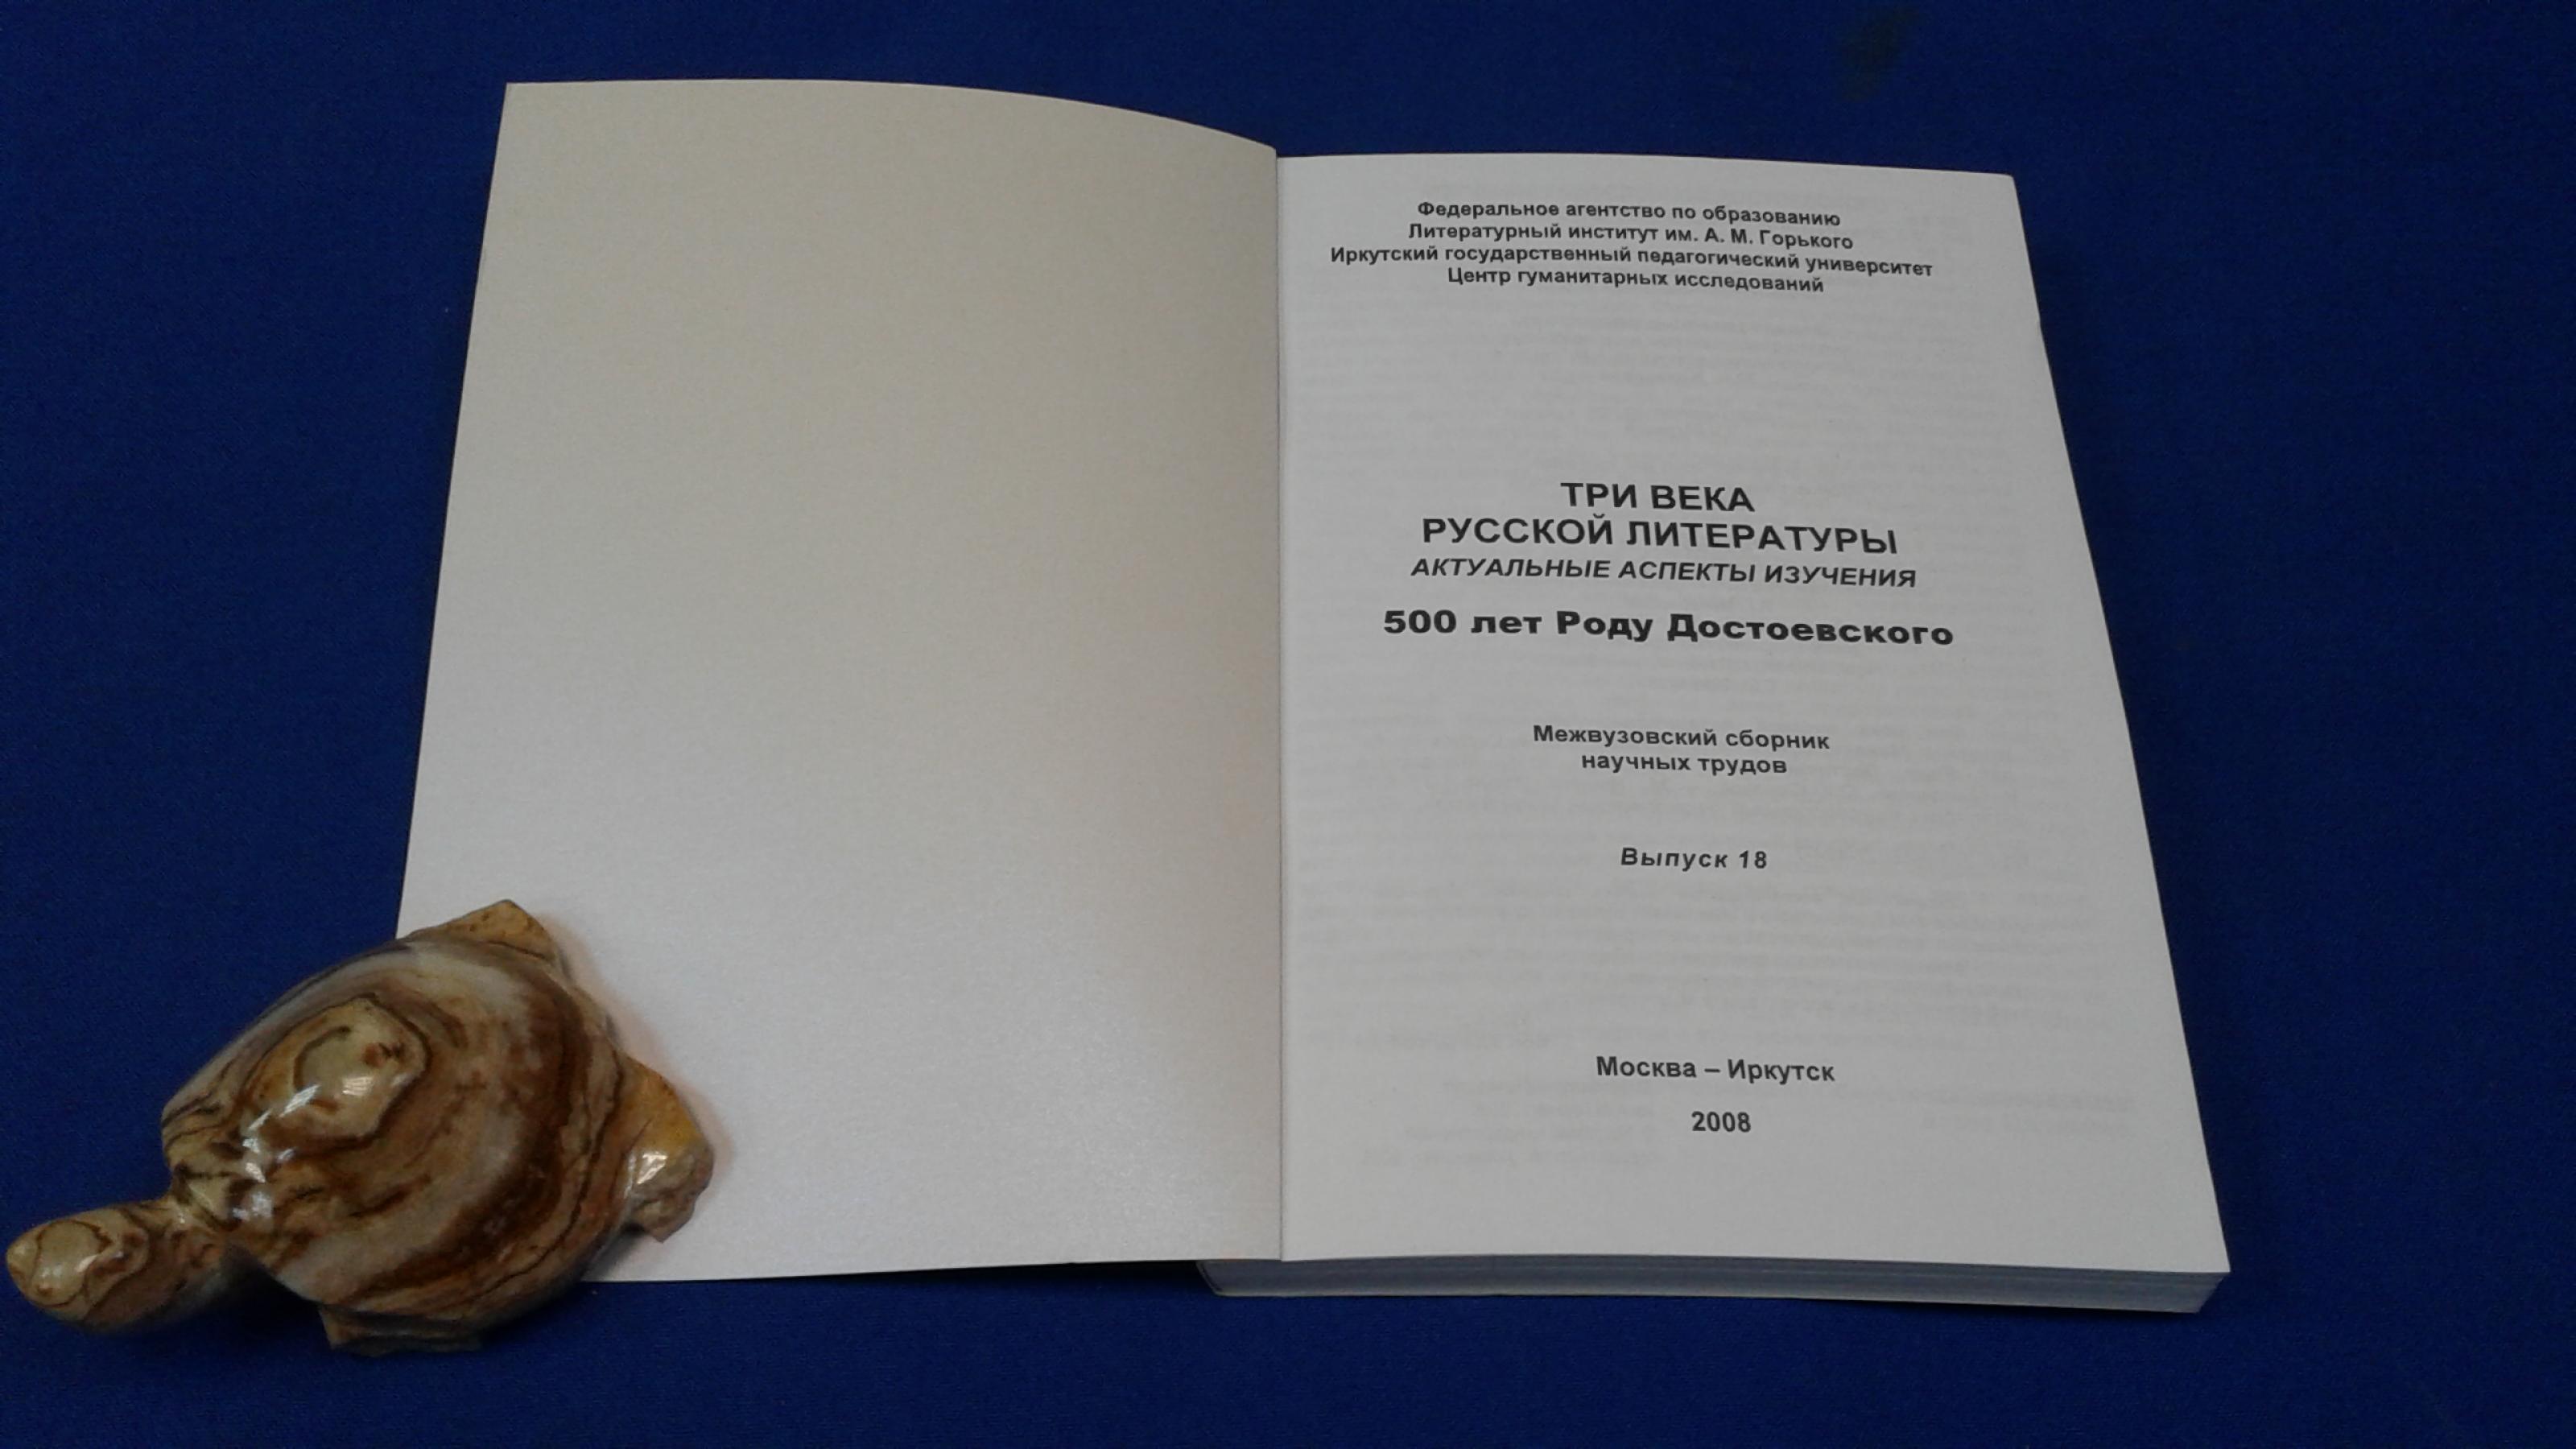 Федеральное агентство по образованию
Литературный институт им. А. М. Горького
Иркутский государственный педагогический университет
Центр гуманитарных исследований
ТРИ ВЕКА
РУССКОЙ ЛИТЕРАТУРЫ
АКТУАЛЬНЫЕ АСПЕКТЫ ИЗУЧЕНИЯ
500 лет Роду Достоевского
Межвузовский сборник
научных трудов
Выпуск 18
Москва – Иркутск
2008